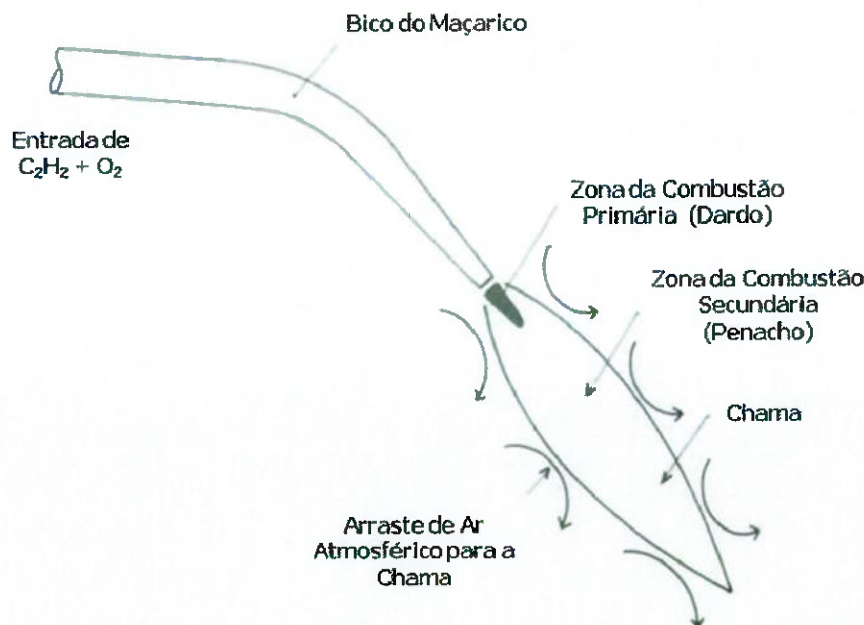 Bico do Maçarico
Entrada de
C₂H₂ + O₂
Zona da Combustão
Primária (Dardo)
Zona da Combustão
Secundária
(Penacho)
Chama
Arraste de Ar
Atmosférico para a
Chama